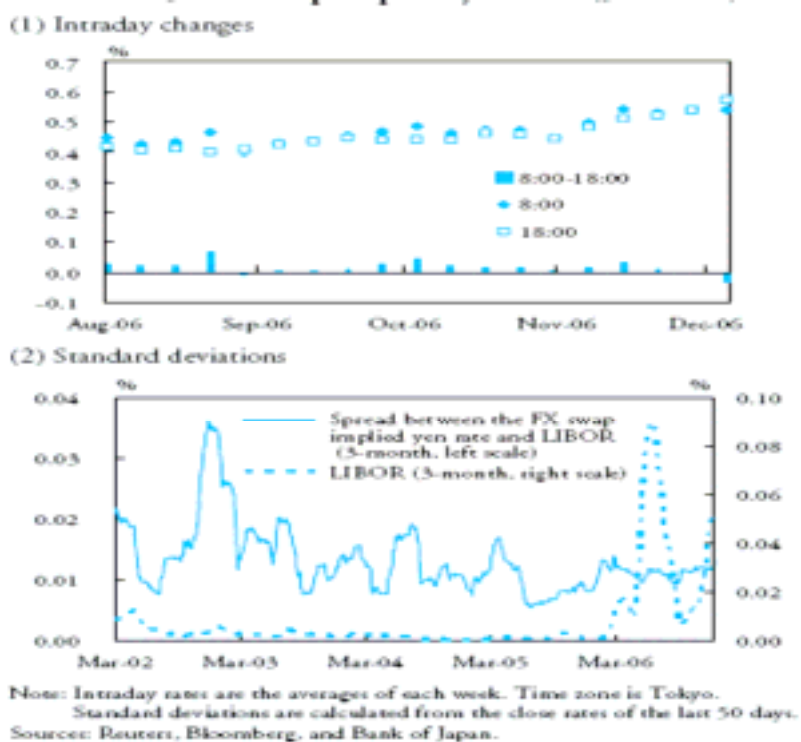 (1) Intraday changes
%
0.7
0.6
0.5
0.4
0.3
0.2
0.1
0.0
-0.1
8:00-18:00
8:00
18:00
Aug-06 Sep-06 Oct-06 Nov-06 Dec-06
(2) Standard deviations
% %
0.04 0.10
0.03 0.08
0.02 0.06
0.01 0.04
0.00 0.02
0.00
Spread between the FX swap
implied yen rate and LIBOR
(3-month, left scale)
LIBOR (3-month, right scale)
Mar-02 Mar-03 Mar-04 Mar-05 Mar-06
Note: Intraday rates are the averages of each week. Time zone is Tokyo.
Standard deviations are calculated from the close rates of the last 50 days.
Sources: Reuters, Bloomberg, and Bank of Japan.